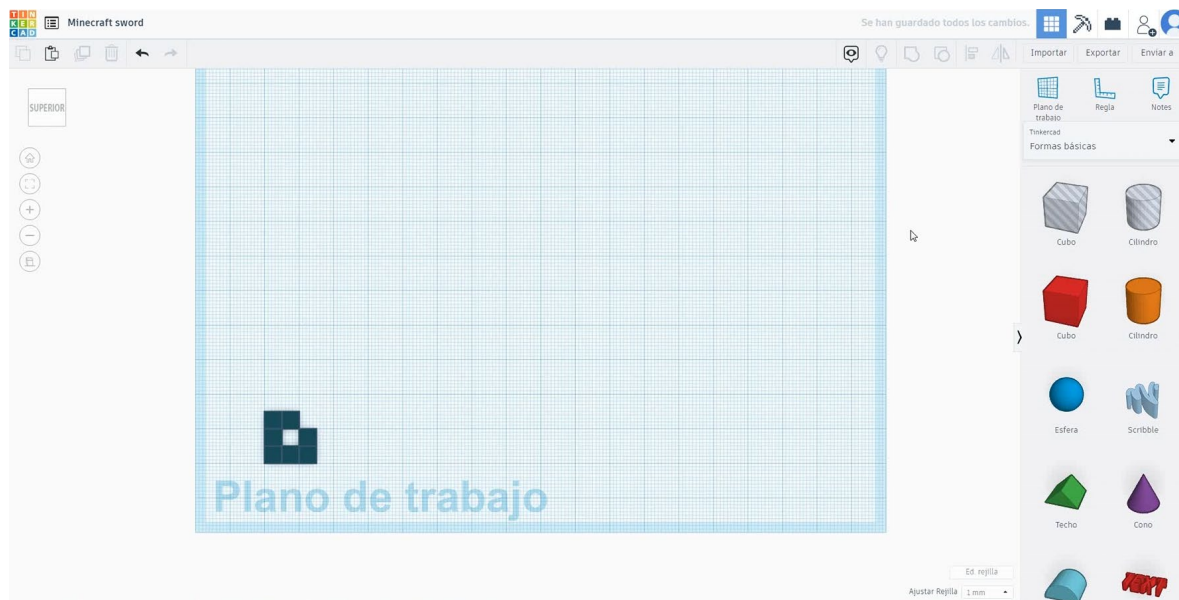 TIN
KER
CAD
Minecraft sword
Se han guardado todos los cambios.
Importar
Exportar
Enviar a
SUPERIOR
Plano de
trabajo
Regla
Notes
Tinkercad
Formas básicas
Cubo
Cilindro
Cubo
Cilindro
Esfera
Scribble
Techo
Cono
TEXT
Plano de trabajo
Ed. rejilla
Ajustar Rejilla
1 mm